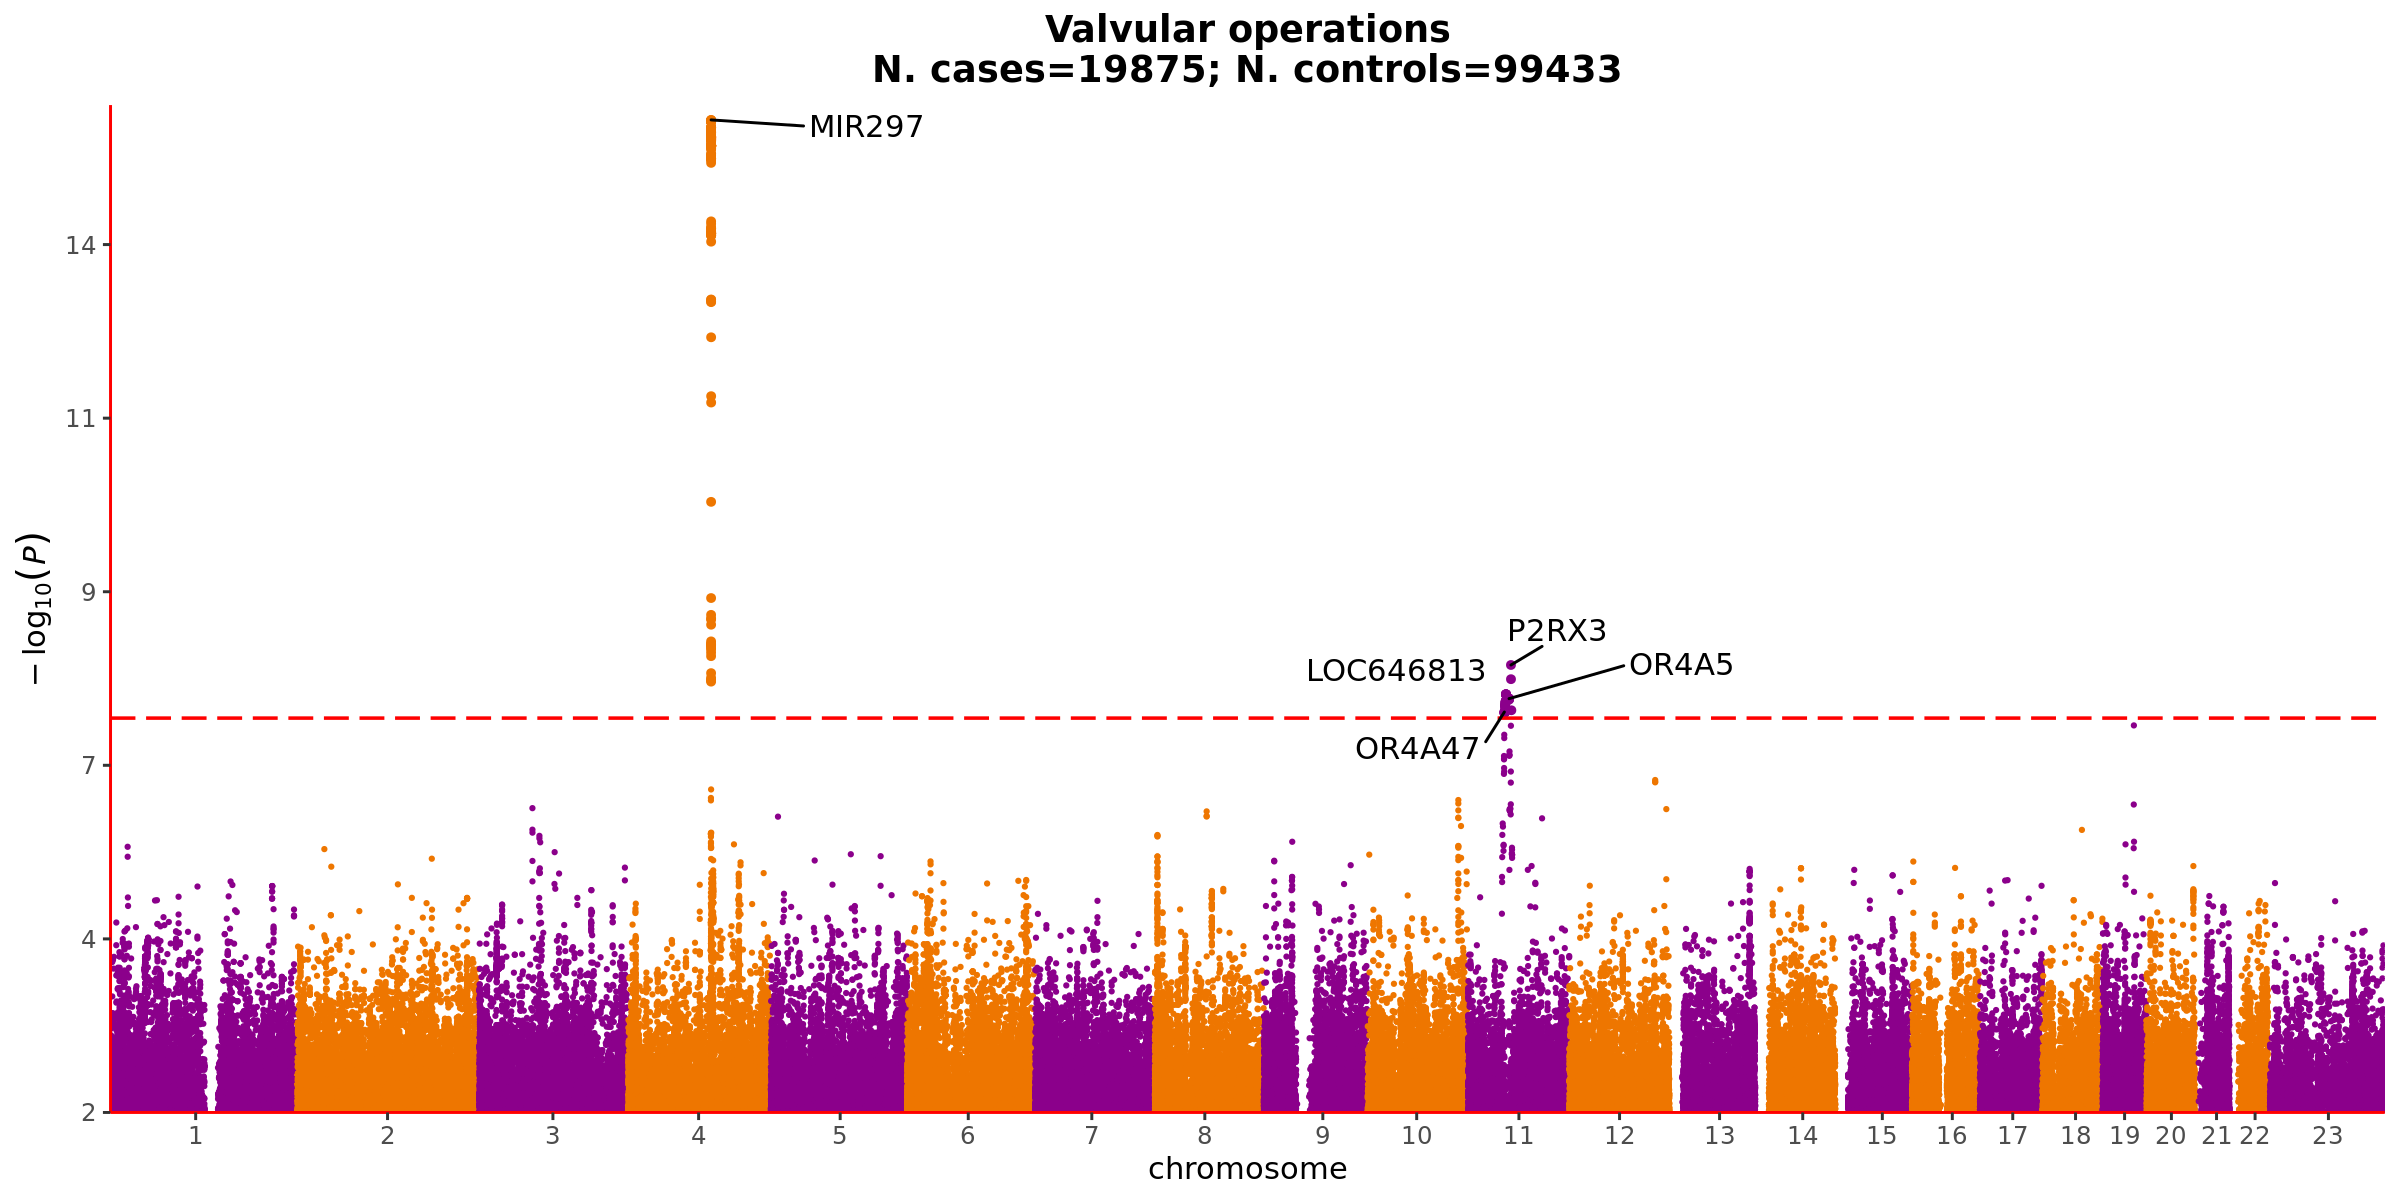 Valvular operations
N. cases=19875; N. controls=99433
MIR297
14
11
9
−log10(P)
P2RX3
LOC646813
OR4A5
OR4A47
7
4
2
1 2 3 4 5 6 7 8 9 10 11 12 13 14 15 16 17 18 19 20 21 22 23
chromosome